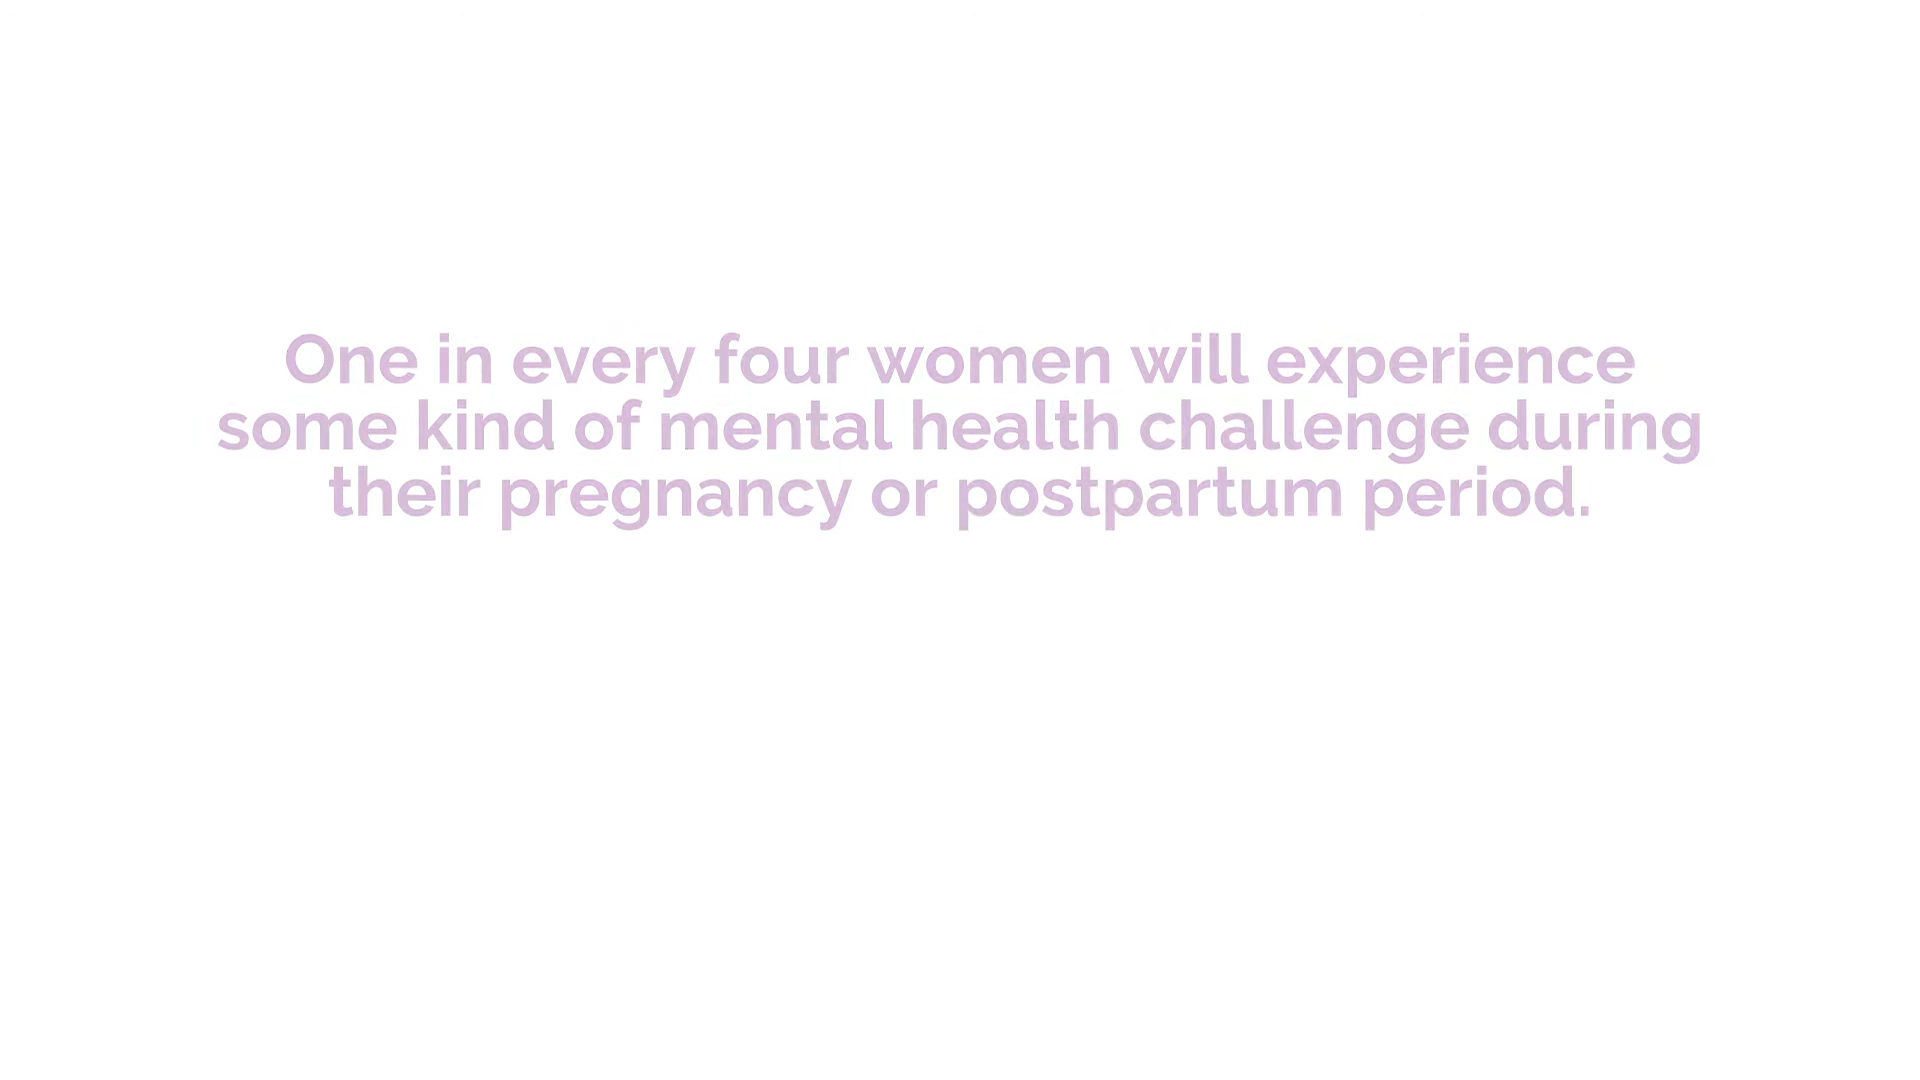 One in every four women will experience
some kind of mental health challenge during
their pregnancy or postpartum period.